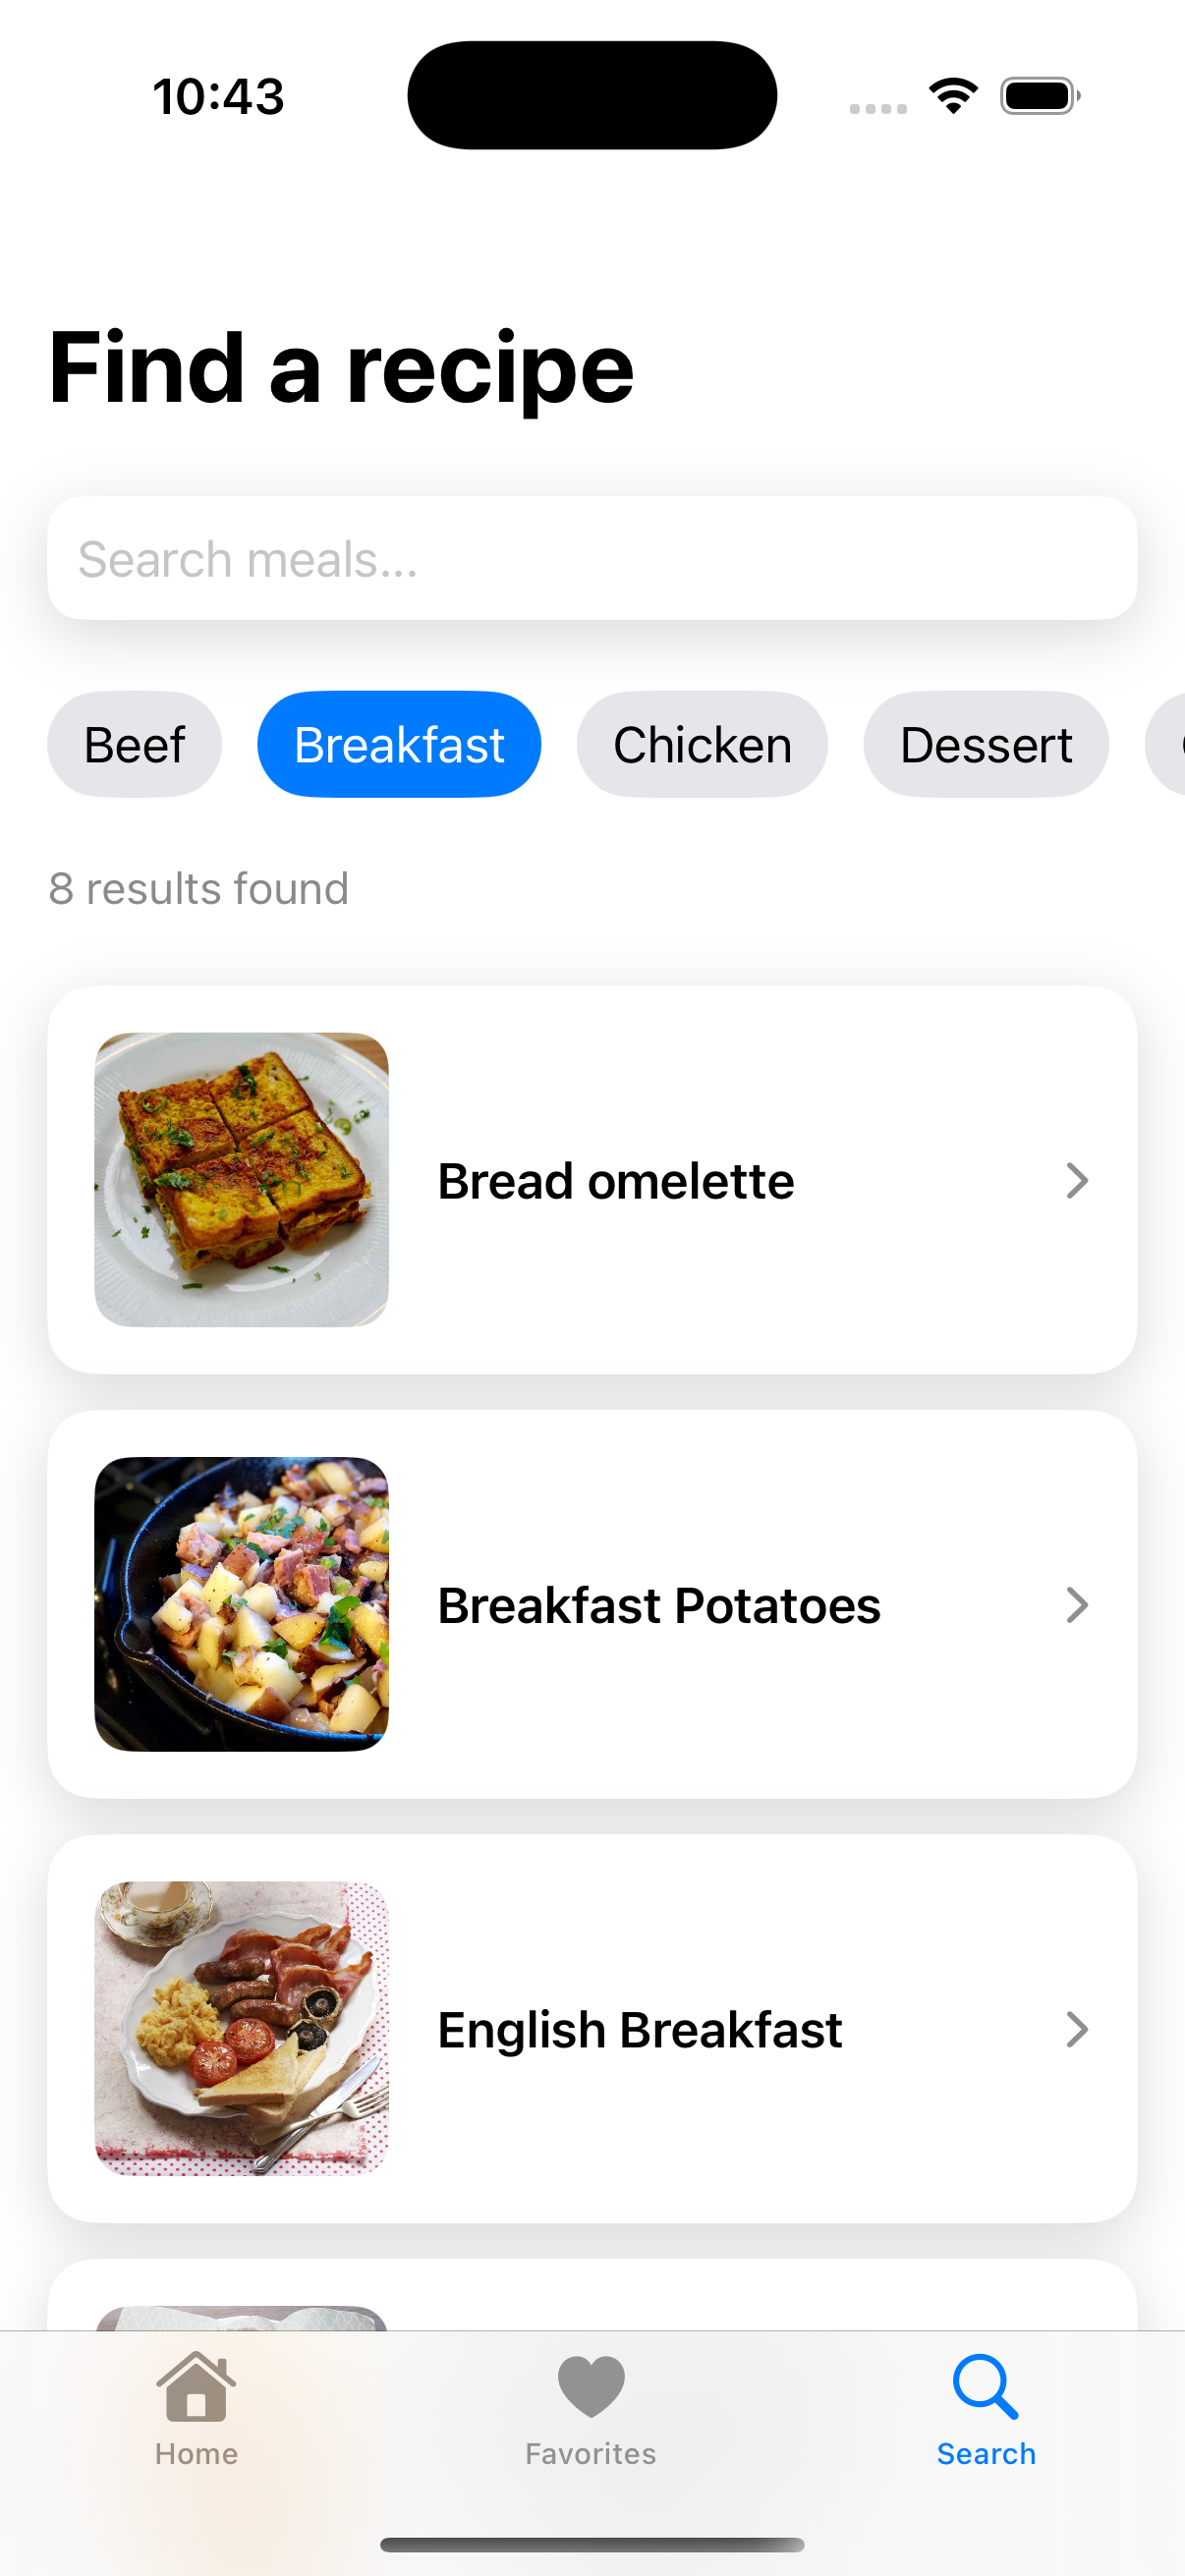 10:43
Find a recipe
Search meals...
Beef Breakfast Chicken Dessert
8 results found
Bread omelette
Breakfast Potatoes
English Breakfast
Home Favorites Search